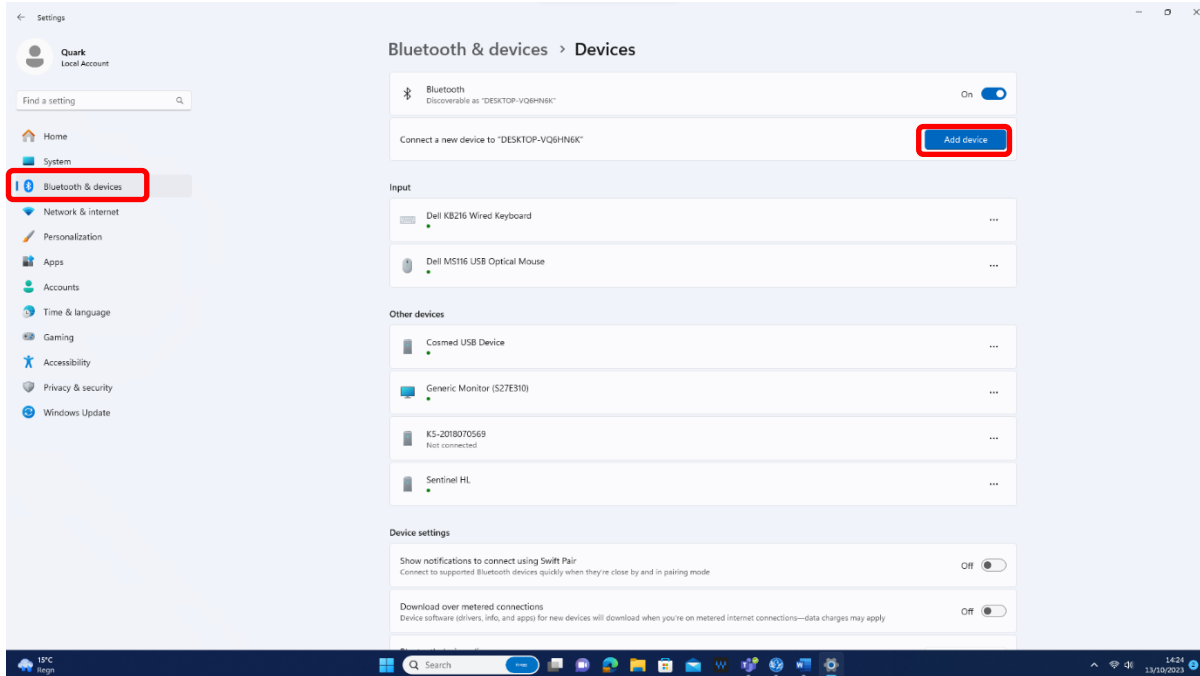 Settings
Quark
Local Account
Find a setting
Home
System
Bluetooth & devices
Network & internet
Personalization
Apps
Accounts
Time & language
Gaming
Accessibility
Privacy & security
Windows Update
Bluetooth & devices > Devices
Bluetooth
Discoverable as "DESKTOP-VQ6HN6K"
On
Connect a new device to "DESKTOP-VQ6HN6K"
Add device
Input
Dell KB216 Wired Keyboard
Dell MS116 USB Optical Mouse
Other devices
Cosmed USB Device
Generic Monitor (S27E310)
K5-2018070569
Not connected
Sentinel HL
Device settings
Show notifications to connect using Swift Pair
Connect to supported Bluetooth devices quickly when they're close by and in pairing mode
Off
Download over metered connections
Device software (drivers, info, and apps) for new devices will download when you're on metered internet connections—data charges may apply
Off
15°C
Regn
Search
14:24
13/10/2023